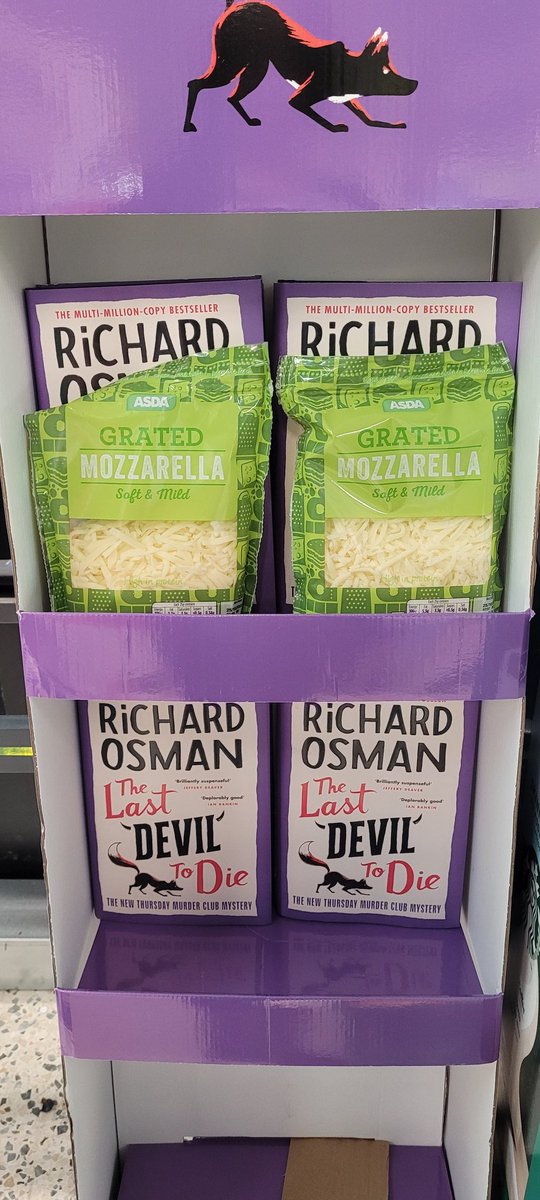 THE MULTI-MILLION-COPY BESTSELLER
RiCHARD
THE MULTI-MILLION-COPY BESTSELLER
RiCHARD
ASDA
GRATED
MOZZARELLA
Soft & Mild
ASDA
GRATED
MOZZARELLA
Soft & Mild
RiCHARD
OSMAN
'Brilliantly suspenseful'
JEFFERY DEAVER
The
Last
'Deplorably good'
IAN RANKIN
'DEVIL'
To Die
THE NEW THURSDAY MURDER CLUB MYSTERY
RiCHARD
OSMAN
'Brilliantly suspenseful'
JEFFERY DEAVER
The
Last
'Deplorably good'
IAN RANKIN
'DEVIL'
To Die
THE NEW THURSDAY MURDER CLUB MYSTERY